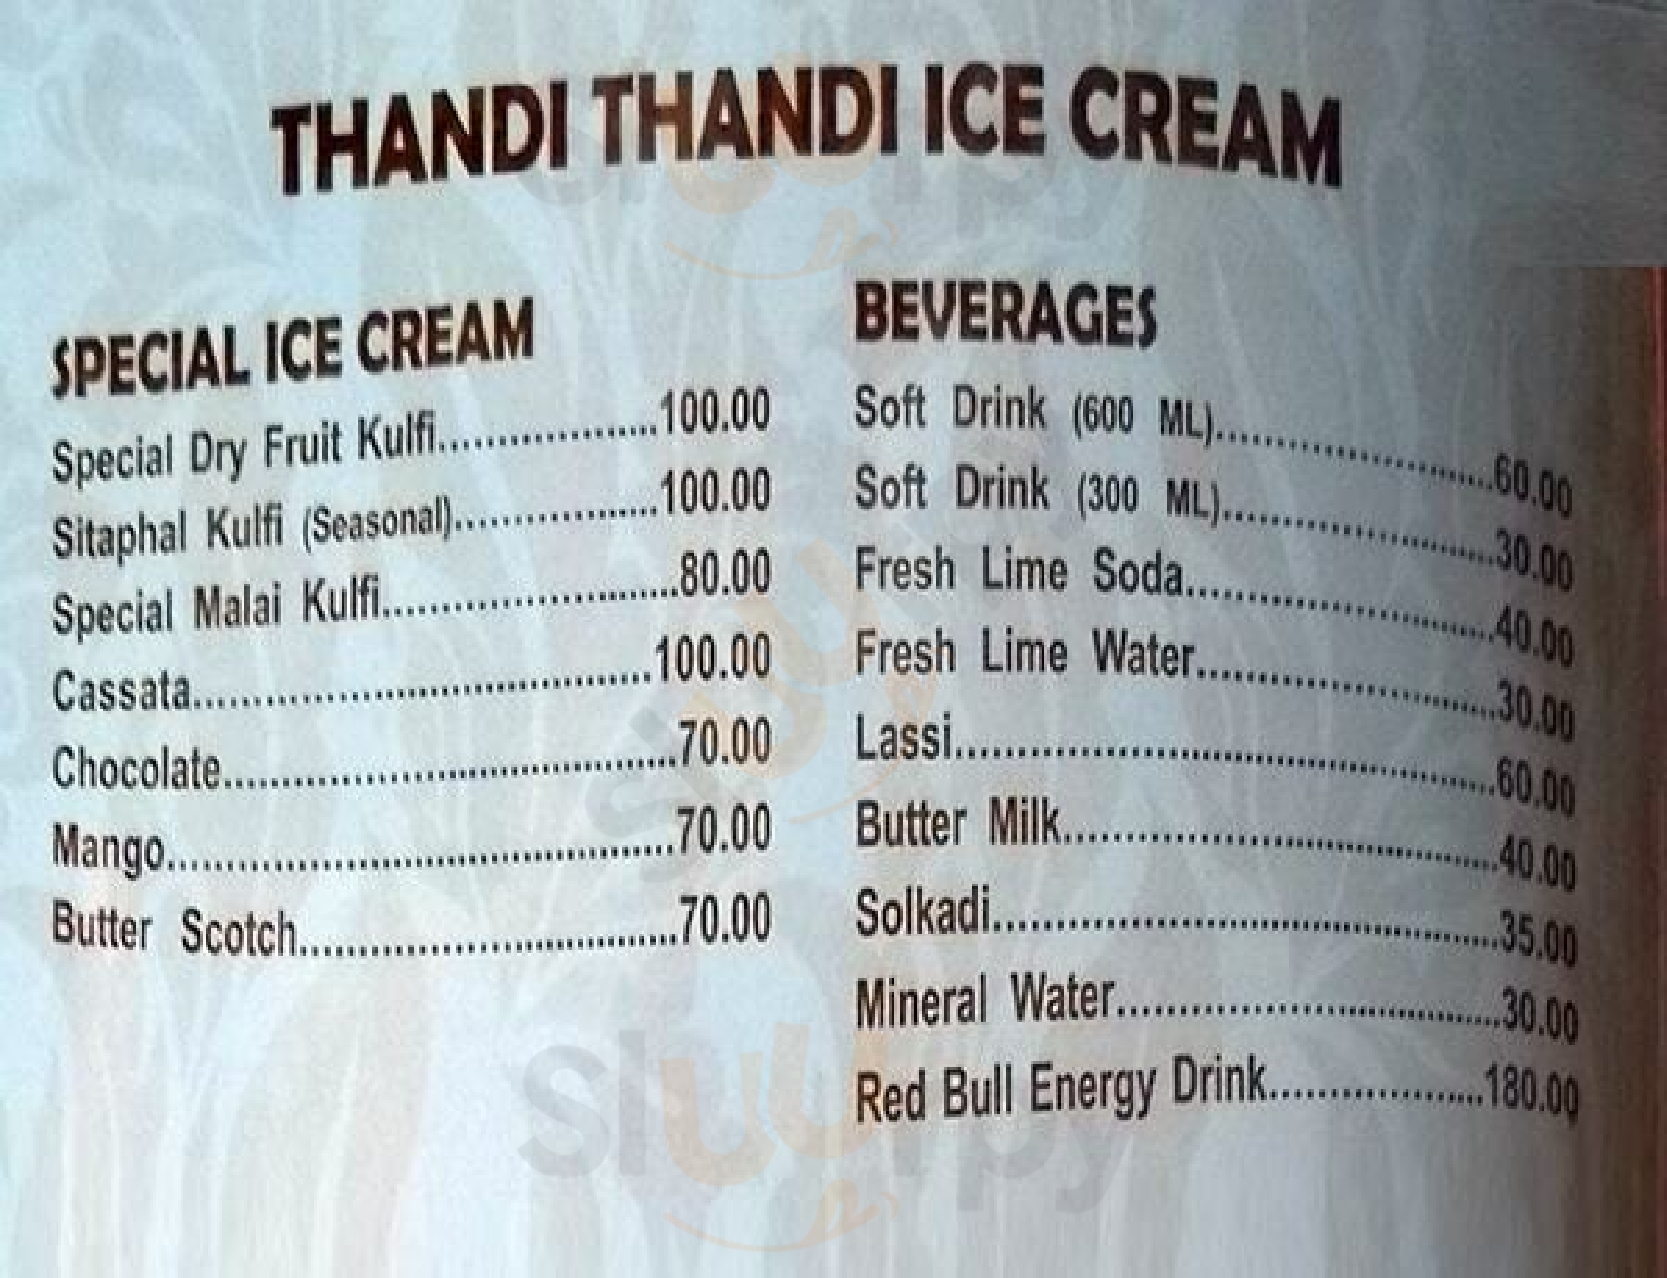 THANDI THANDI ICE CREAM
SPECIAL ICE CREAM
Special Dry Fruit Kulfi....................100.00
Sitaphal Kulfi (Seasonal)..................100.00
Special Malai Kulfi..........................80.00
Cassata........................................100.00
Chocolate.......................................70.00
Mango............................................70.00
Butter Scotch..................................70.00
BEVERAGES
Soft Drink (600 ML)..........................60.00
Soft Drink (300 ML)..........................30.00
Fresh Lime Soda..............................40.00
Fresh Lime Water............................30.00
Lassi.............................................60.00
Butter Milk.....................................40.00
Solkadi..........................................35.00
Mineral Water.................................30.00
Red Bull Energy Drink...................180.00
Sluurpy
Sluurpy
Sluurpy